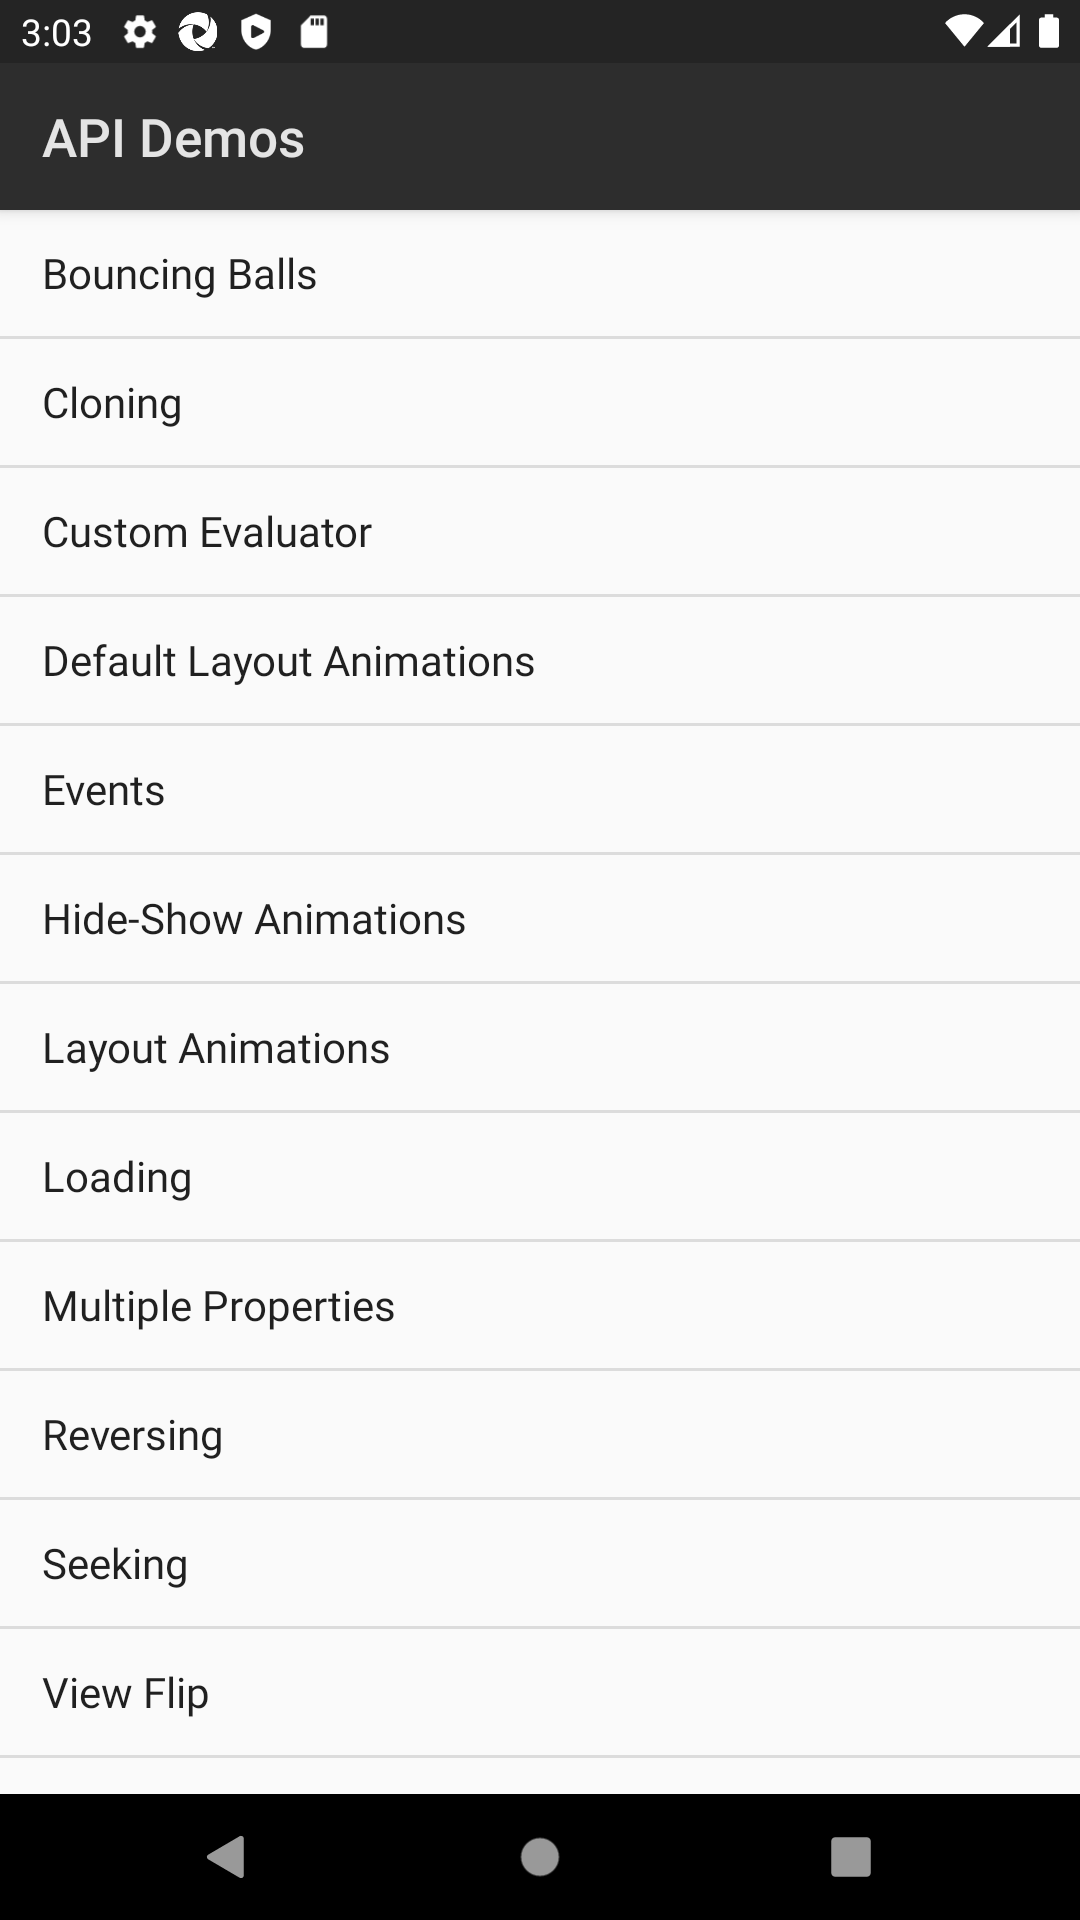 3:03
API Demos
Bouncing Balls
Cloning
Custom Evaluator
Default Layout Animations
Events
Hide-Show Animations
Layout Animations
Loading
Multiple Properties
Reversing
Seeking
View Flip